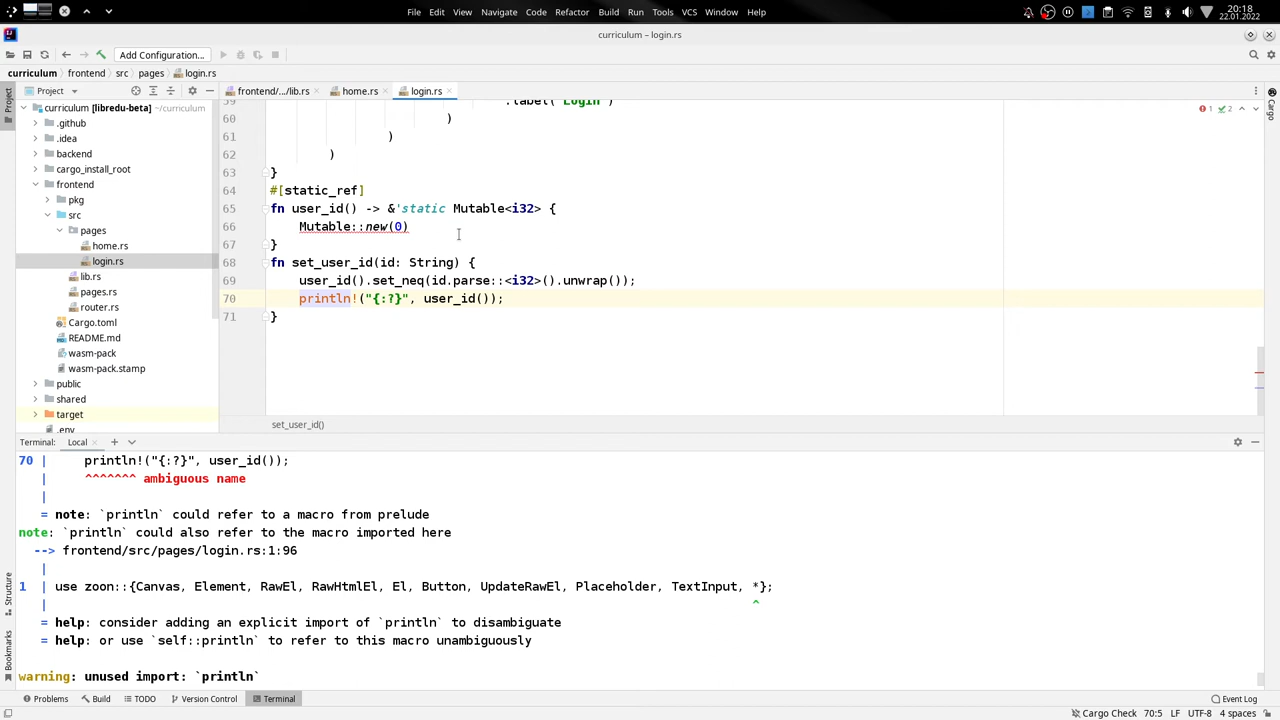 File Edit View Navigate Code Refactor Build Run Tools VCS Window Help
20:18
22.01.2022
curriculum – login.rs
Add Configuration...
curriculum frontend src pages login.rs
Project
frontend/.../lib.rs home.rs login.rs
curriculum [libredu-beta] ~/curriculum
.github
.idea
backend
cargo_install_root
frontend
pkg
src
pages
home.rs
login.rs
lib.rs
pages.rs
router.rs
Cargo.toml
README.md
wasm-pack
wasm-pack.stamp
public
shared
target
.env
Project
Structure
Bookmarks
Cargo
1 2
59 .label("Login")
60 )
61 )
62 )
63 }
64 #[static_ref]
65 fn user_id() -> &'static Mutable<i32> {
66 Mutable::new(0)
67 }
68 fn set_user_id(id: String) {
69 user_id().set_neq(id.parse::<i32>().unwrap());
70 println!("{:?}", user_id());
71 }
set_user_id()
Terminal: Local
70 | println!("{:?}", user_id());
| ^^^^^^^ ambiguous name
|
= note: `println` could refer to a macro from prelude
note: `println` could also refer to the macro imported here
--> frontend/src/pages/login.rs:1:96
|
1 | use zoon::{Canvas, Element, RawEl, RawHtmlEl, El, Button, UpdateRawEl, Placeholder, TextInput, *};
| ^
= help: consider adding an explicit import of `println` to disambiguate
= help: or use `self::println` to refer to this macro unambiguously
warning: unused import: `println`
Problems Build TODO Version Control Terminal Event Log
Cargo Check 70:5 LF UTF-8 4 spaces